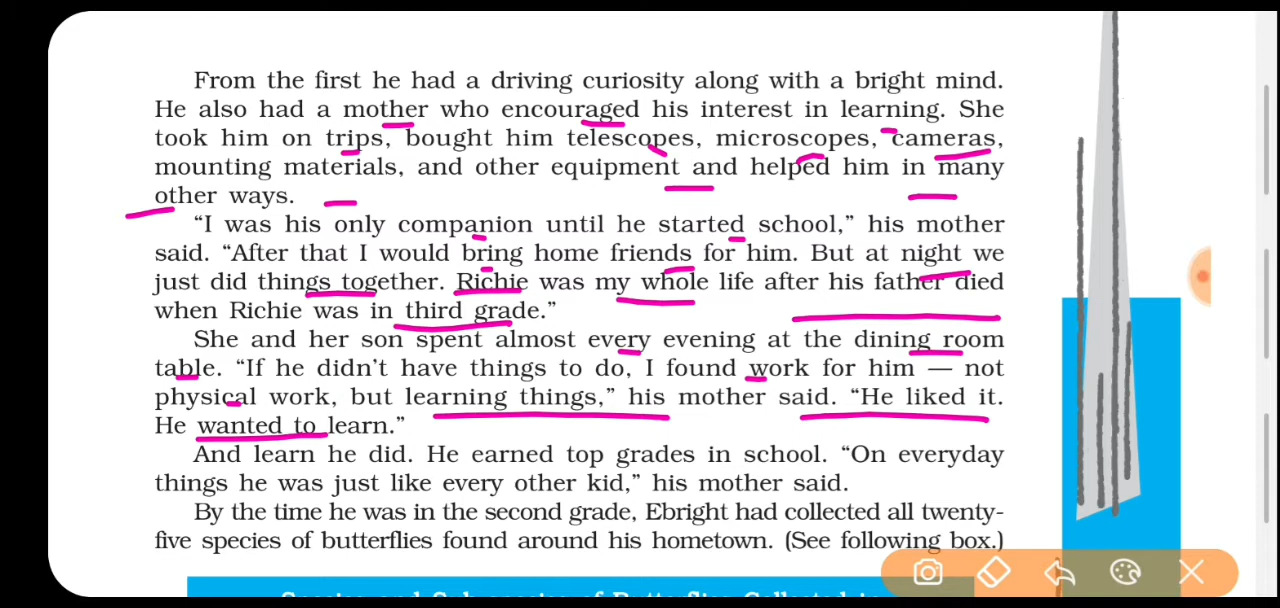 From the first he had a driving curiosity along with a bright mind.
He also had a mother who encouraged his interest in learning. She
took him on trips, bought him telescopes, microscopes, cameras,
mounting materials, and other equipment and helped him in many
other ways.
“I was his only companion until he started school,” his mother
said. “After that I would bring home friends for him. But at night we
just did things together. Richie was my whole life after his father died
when Richie was in third grade.”
She and her son spent almost every evening at the dining room
table. “If he didn’t have things to do, I found work for him — not
physical work, but learning things,” his mother said. “He liked it.
He wanted to learn.”
And learn he did. He earned top grades in school. “On everyday
things he was just like every other kid,” his mother said.
By the time he was in the second grade, Ebright had collected all twenty-
five species of butterflies found around his hometown. (See following box.)